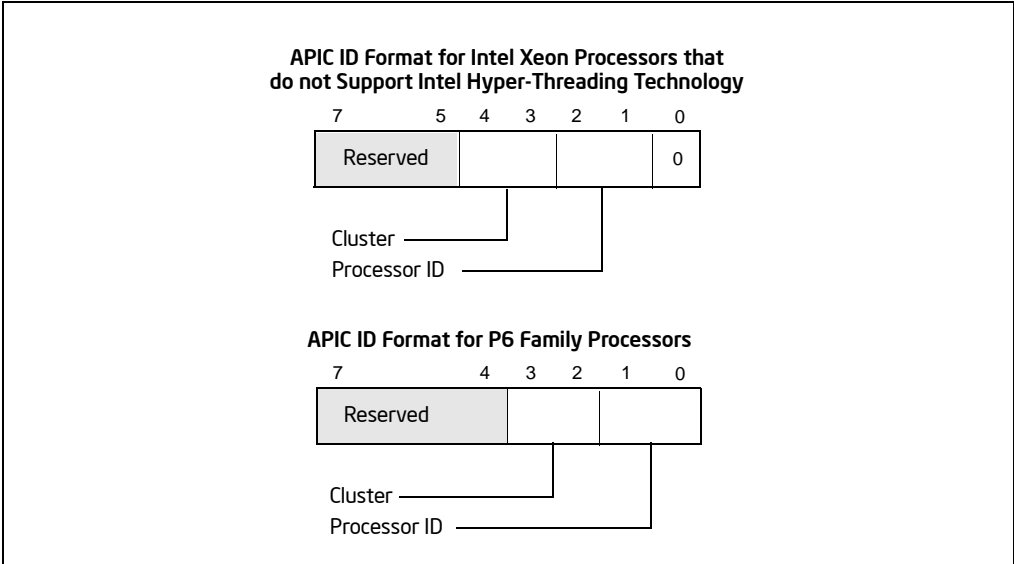 APIC ID Format for Intel Xeon Processors that
do not Support Intel Hyper-Threading Technology
7 5 4 3 2 1 0
Reserved 0
Cluster
Processor ID
APIC ID Format for P6 Family Processors
7 4 3 2 1 0
Reserved
Cluster
Processor ID